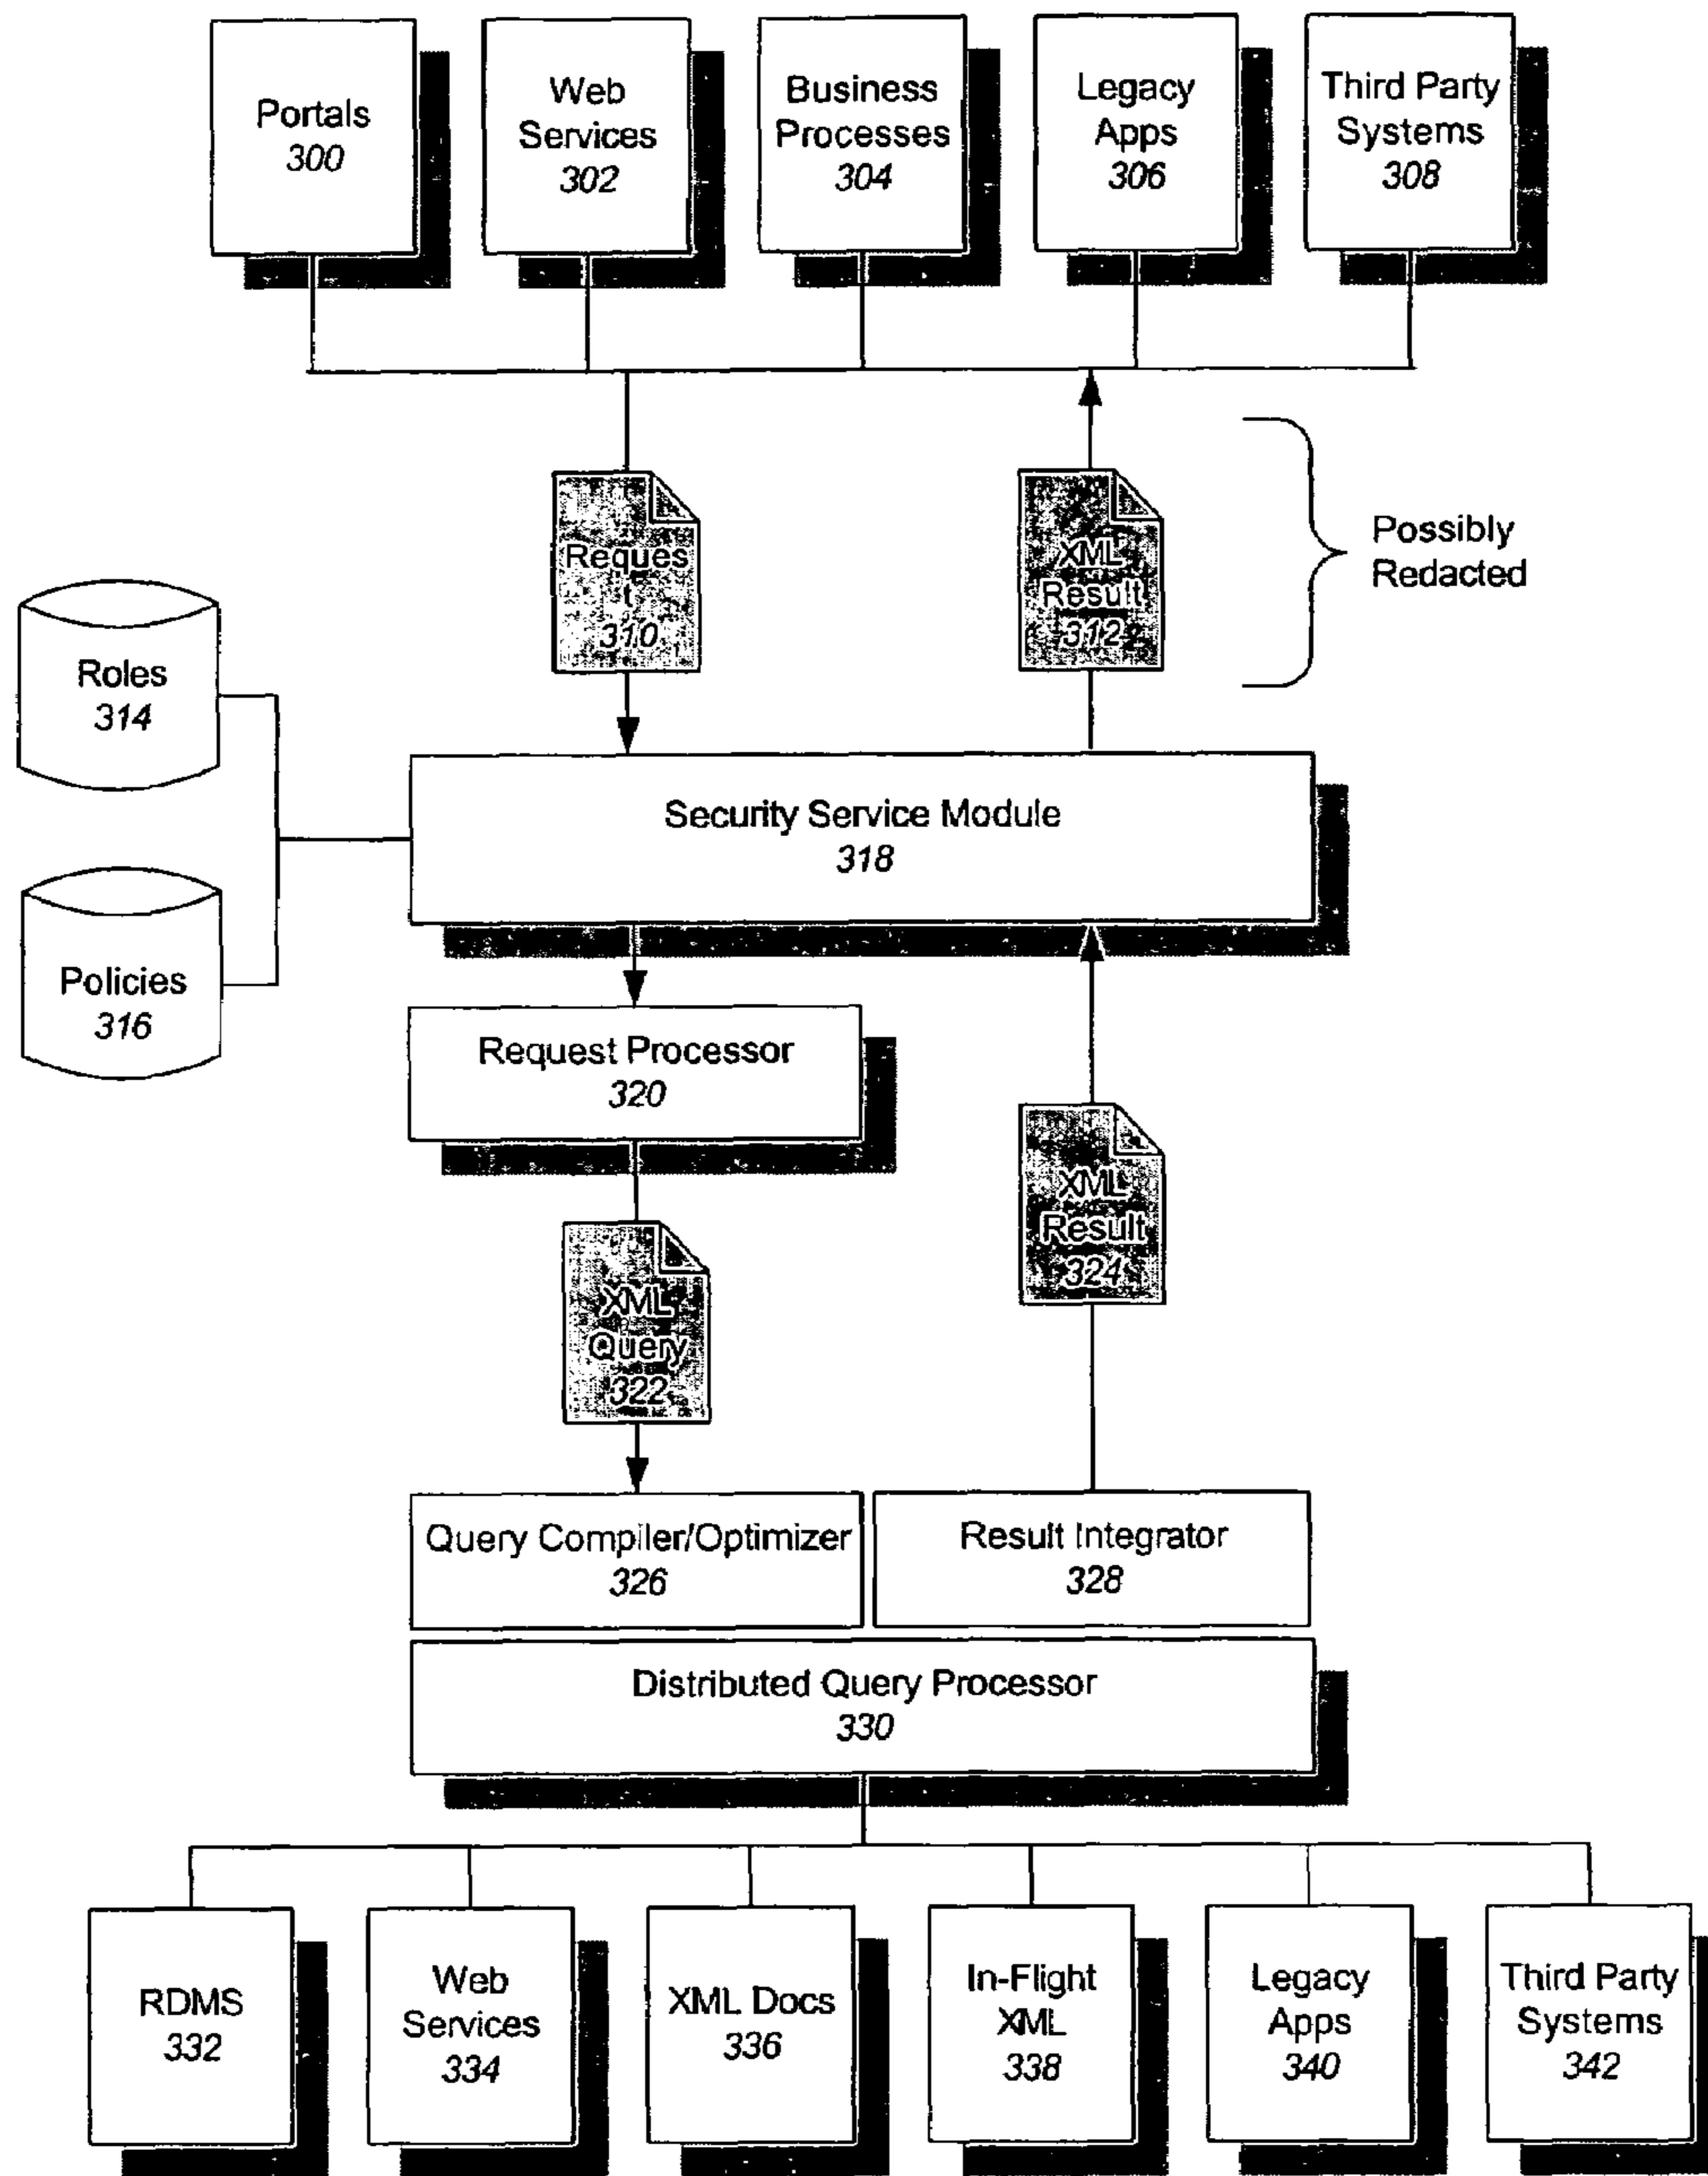 Portals
300
Web
Services
302
Business
Processes
304
Legacy
Apps
306
Third Party
Systems
308
Reques
t
310
XML
Result
312
Possibly
Redacted
Roles
314
Policies
316
Security Service Module
318
Request Processor
320
XML
Query
322
XML
Result
324
Query Compiler/Optimizer
326
Result Integrator
328
Distributed Query Processor
330
RDMS
332
Web
Services
334
XML Docs
336
In-Flight
XML
338
Legacy
Apps
340
Third Party
Systems
342